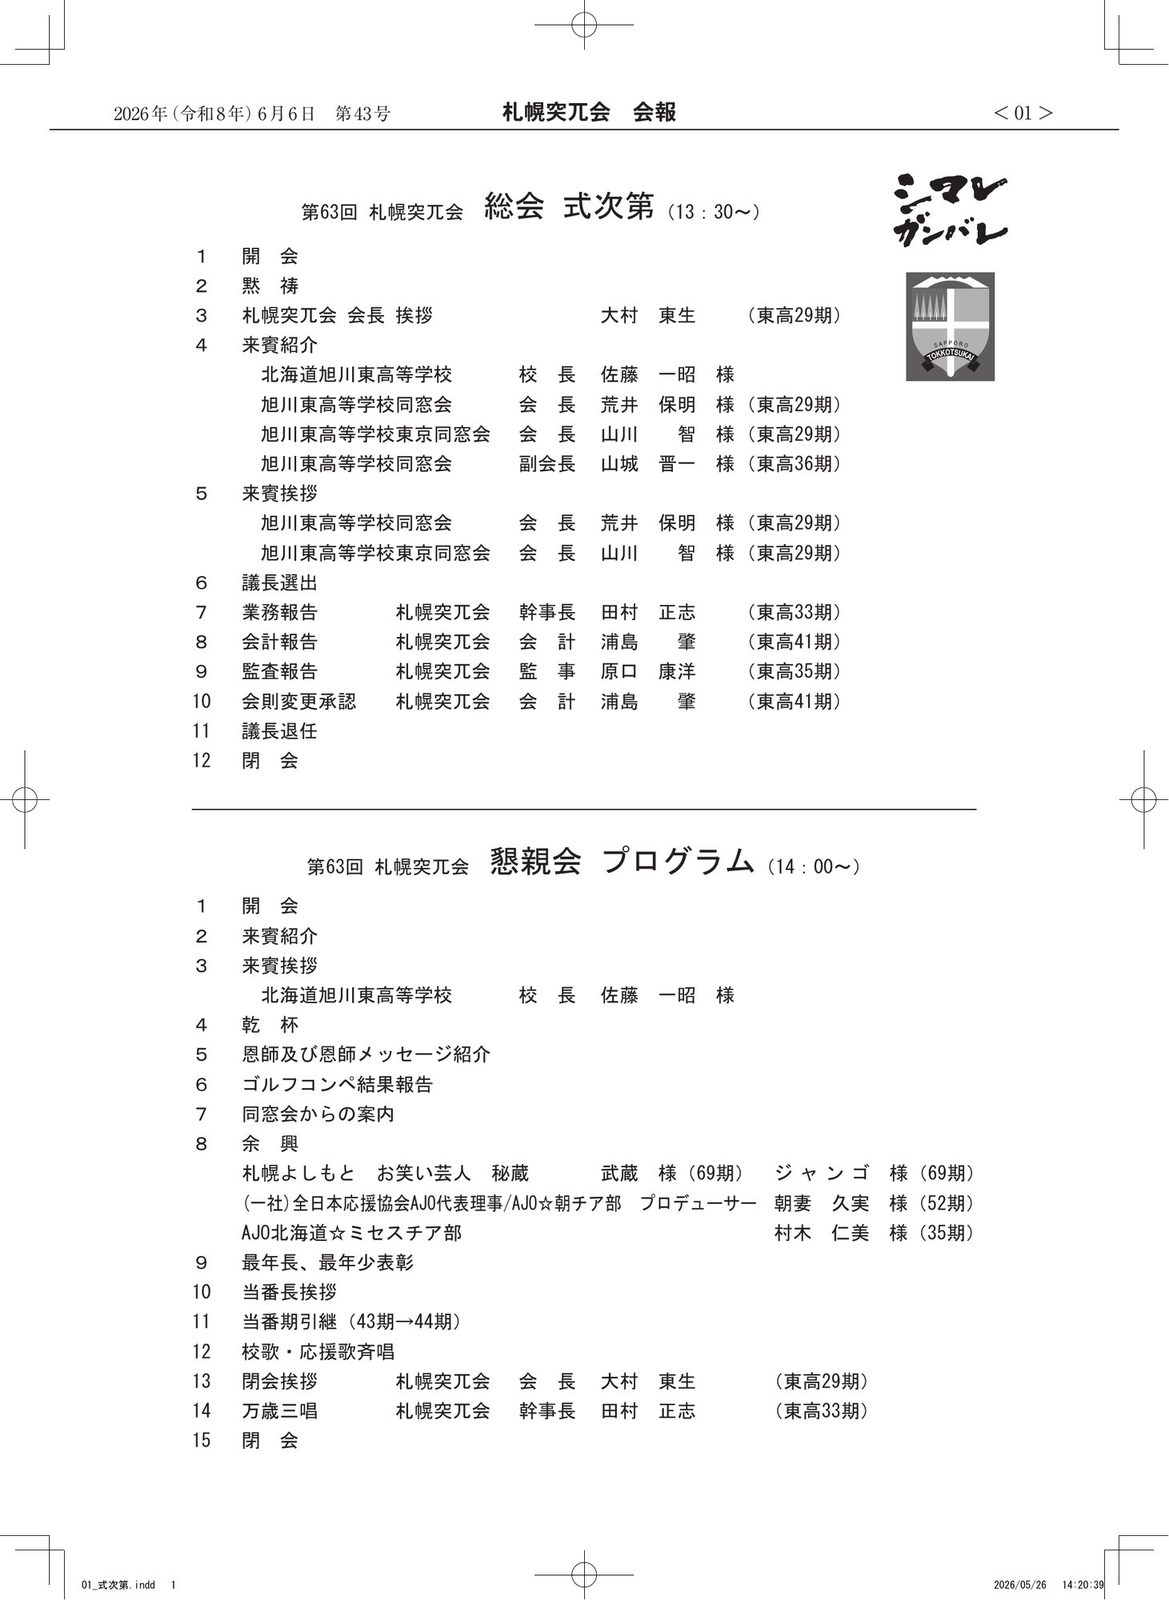 2026年(令和8年)6月6日　第43号　札幌突兀会　会報　＜01＞
シマレ
ガンバレ
SAPPORO
TOKKOTSUKAI
第63回 札幌突兀会　総会 式次第（13：30〜）
1　開　会
2　黙　祷
3　札幌突兀会 会長 挨拶　大村　東生　（東高29期）
4　来賓紹介
北海道旭川東高等学校　校　長　佐藤　一昭　様
旭川東高等学校同窓会　会　長　荒井　保明　様（東高29期）
旭川東高等学校東京同窓会　会　長　山川　智　様（東高29期）
旭川東高等学校同窓会　副会長　山城　晋一　様（東高36期）
5　来賓挨拶
旭川東高等学校同窓会　会　長　荒井　保明　様（東高29期）
旭川東高等学校東京同窓会　会　長　山川　智　様（東高29期）
6　議長選出
7　業務報告　札幌突兀会　幹事長　田村　正志　（東高33期）
8　会計報告　札幌突兀会　会　計　浦島　肇　（東高41期）
9　監査報告　札幌突兀会　監　事　原口　康洋　（東高35期）
10　会則変更承認　札幌突兀会　会　計　浦島　肇　（東高41期）
11　議長退任
12　閉　会
第63回 札幌突兀会　懇親会 プログラム（14：00〜）
1　開　会
2　来賓紹介
3　来賓挨拶
北海道旭川東高等学校　校　長　佐藤　一昭　様
4　乾　杯
5　恩師及び恩師メッセージ紹介
6　ゴルフコンペ結果報告
7　同窓会からの案内
8　余　興
札幌よしもと　お笑い芸人　秘蔵　武蔵　様（69期）　ジャンゴ　様（69期）
(一社)全日本応援協会AJO代表理事/AJO☆朝チア部　プロデューサー　朝妻　久実　様（52期）
AJO北海道☆ミセスチア部　村木　仁美　様（35期）
9　最年長、最年少表彰
10　当番長挨拶
11　当番期引継（43期→44期）
12　校歌・応援歌斉唱
13　閉会挨拶　札幌突兀会　会　長　大村　東生　（東高29期）
14　万歳三唱　札幌突兀会　幹事長　田村　正志　（東高33期）
15　閉　会
01_式次第.indd　1　2026/05/26　14:20:39